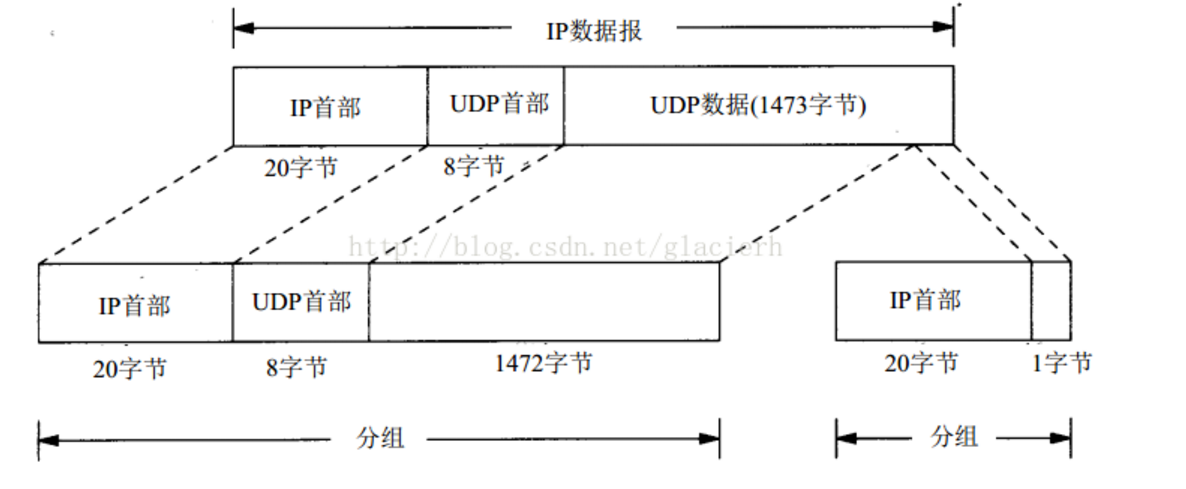 IP数据报
IP首部 UDP首部 UDP数据(1473字节)
20字节 8字节
http://blog.csdn.net/glacierh
IP首部 UDP首部 IP首部
20字节 8字节 1472字节 20字节 1字节
分组 分组